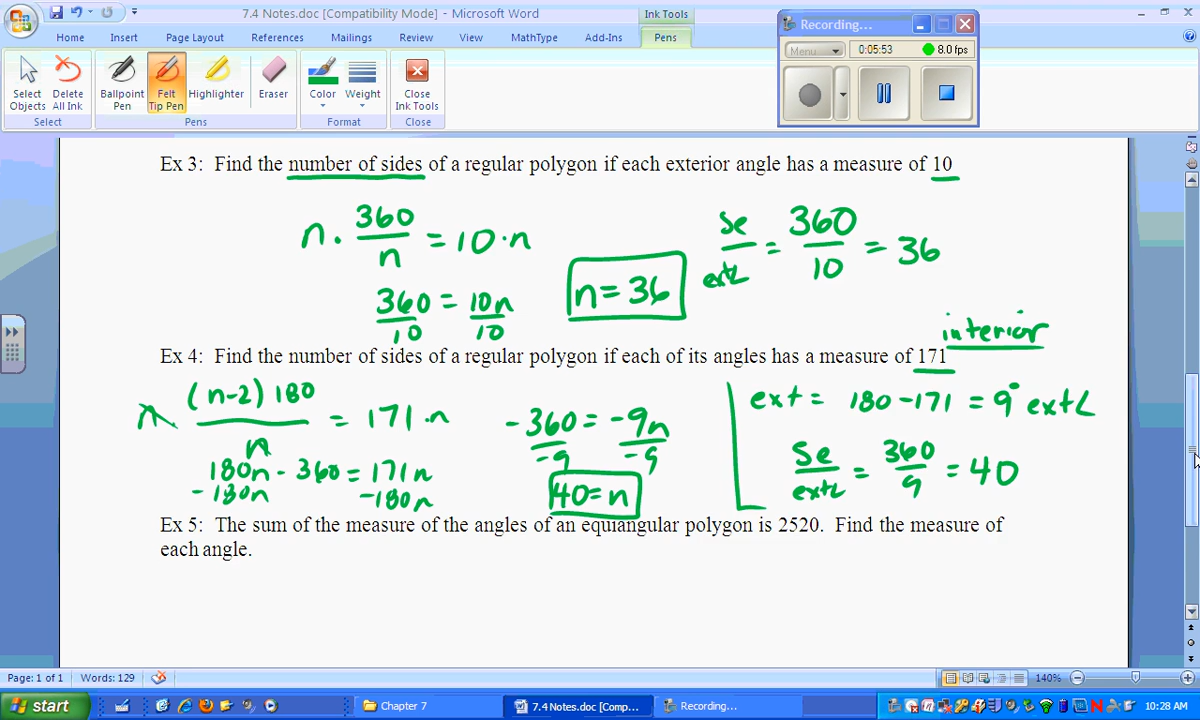 7.4 Notes.doc [Compatibility Mode] - Microsoft Word
Ink Tools
Recording...
Home Insert Page Layout References Mailings Review View MathType Add-Ins Pens
Menu 0:05:53 8.0 fps
Select Objects
Delete All Ink
Ballpoint Pen
Felt Tip Pen
Highlighter
Eraser
Color
Weight
Close Ink Tools
Select Pens Format Close
Ex 3: Find the number of sides of a regular polygon if each exterior angle has a measure of 10
n · 360/n = 10 · n
360/10 = 10n/10
n = 36
Se/ext∠ = 360/10 = 36
interior
Ex 4: Find the number of sides of a regular polygon if each of its angles has a measure of 171
n (n-2) 180/n = 171 · n
180n - 360 = 171n
-180n -180n
-360/-9 = -9n/-9
40 = n
ext = 180 - 171 = 9° ext∠
Se/ext∠ = 360/9 = 40
Ex 5: The sum of the measure of the angles of an equiangular polygon is 2520. Find the measure of
each angle.
Page: 1 of 1 Words: 129 140%
start Chapter 7 7.4 Notes.doc [Comp... Recording... 10:28 AM